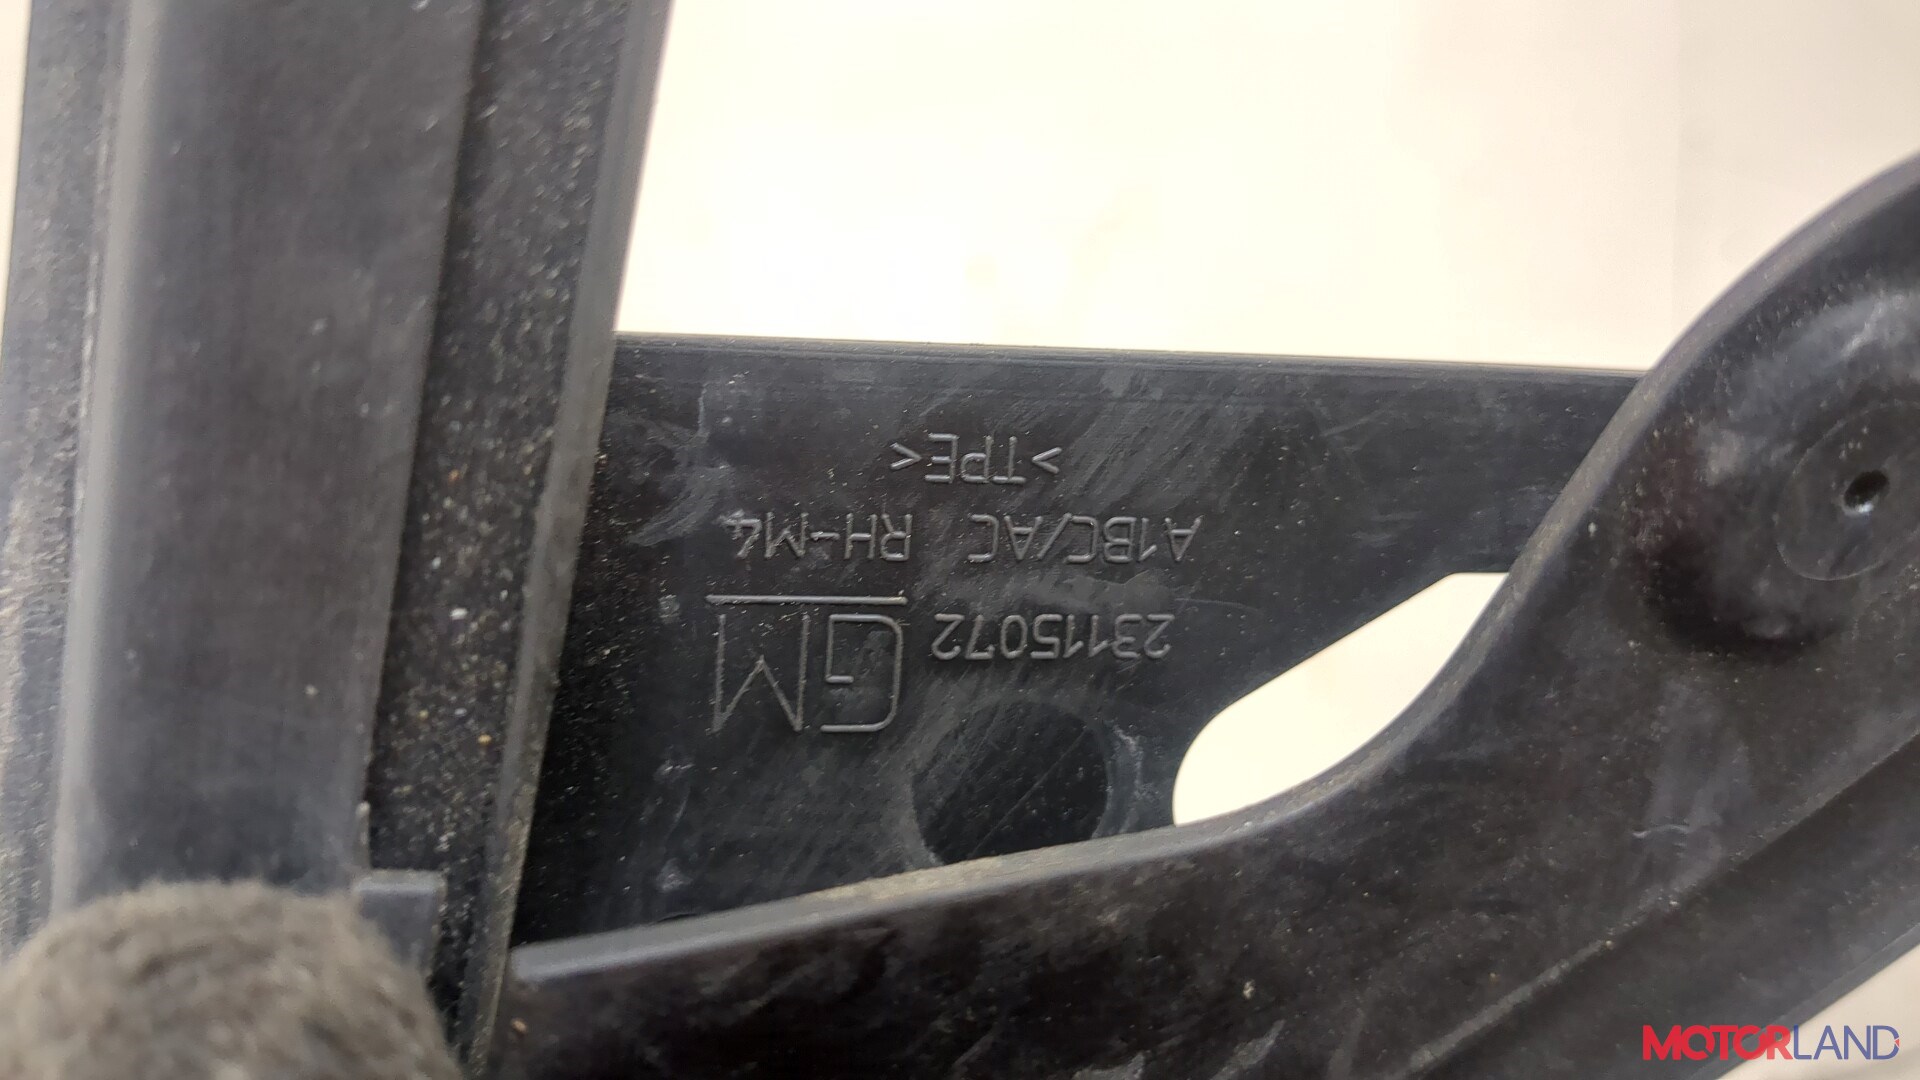 GM 23115072
A1BC/AC RH-M4
>TPE<
MOTORLAND